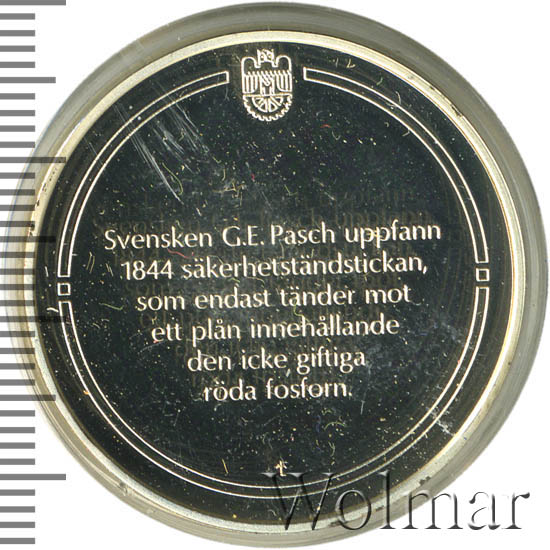 Svensken G.E. Pasch uppfann
1844 säkerhetständstickan,
som endast tänder mot
ett plån innehållande
den icke giftiga
röda fosforn.
Wolmar